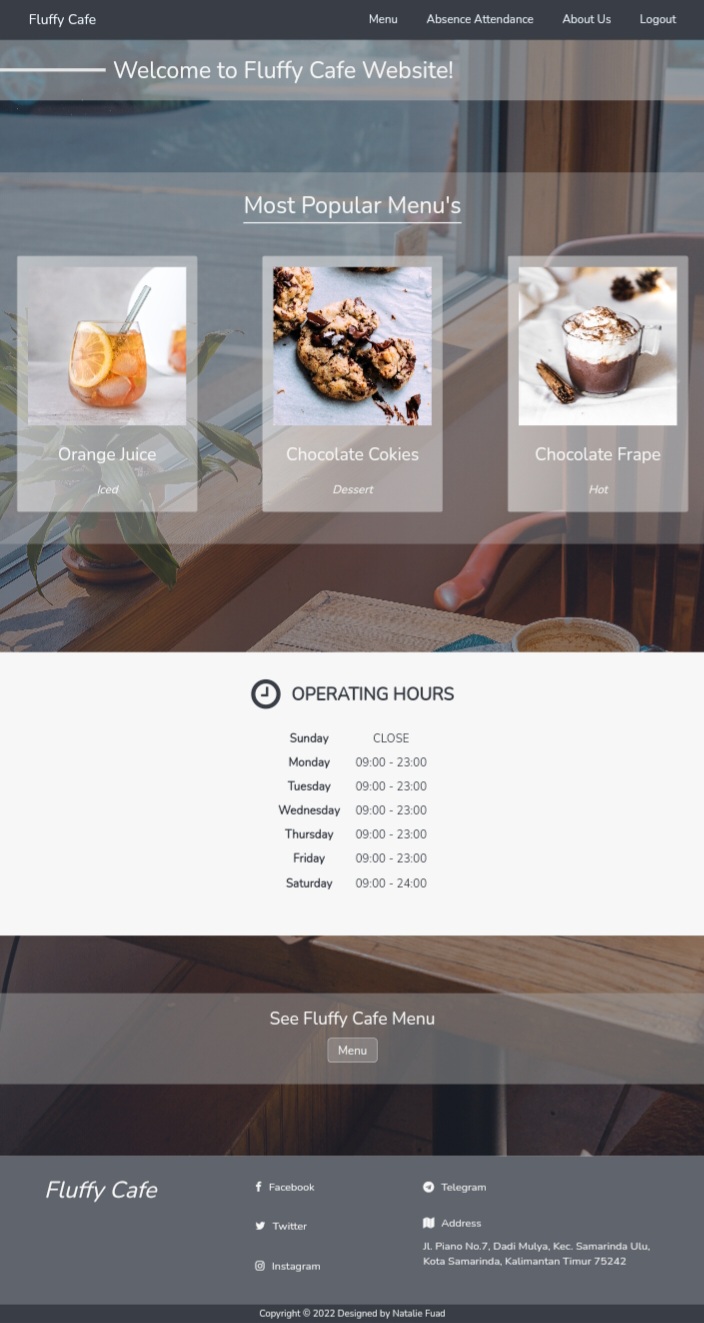 Fluffy Cafe
Menu
Absence Attendance
About Us
Logout
Welcome to Fluffy Cafe Website!
Most Popular Menu's
Orange Juice
Iced
Chocolate Cokies
Dessert
Chocolate Frape
Hot
OPERATING HOURS
Sunday CLOSE
Monday 09:00 - 23:00
Tuesday 09:00 - 23:00
Wednesday 09:00 - 23:00
Thursday 09:00 - 23:00
Friday 09:00 - 23:00
Saturday 09:00 - 24:00
See Fluffy Cafe Menu
Menu
Fluffy Cafe
Facebook
Twitter
Instagram
Telegram
Address
Jl. Piano No.7, Dadi Mulya, Kec. Samarinda Ulu,
Kota Samarinda, Kalimantan Timur 75242
Copyright © 2022 Designed by Natalie Fuad